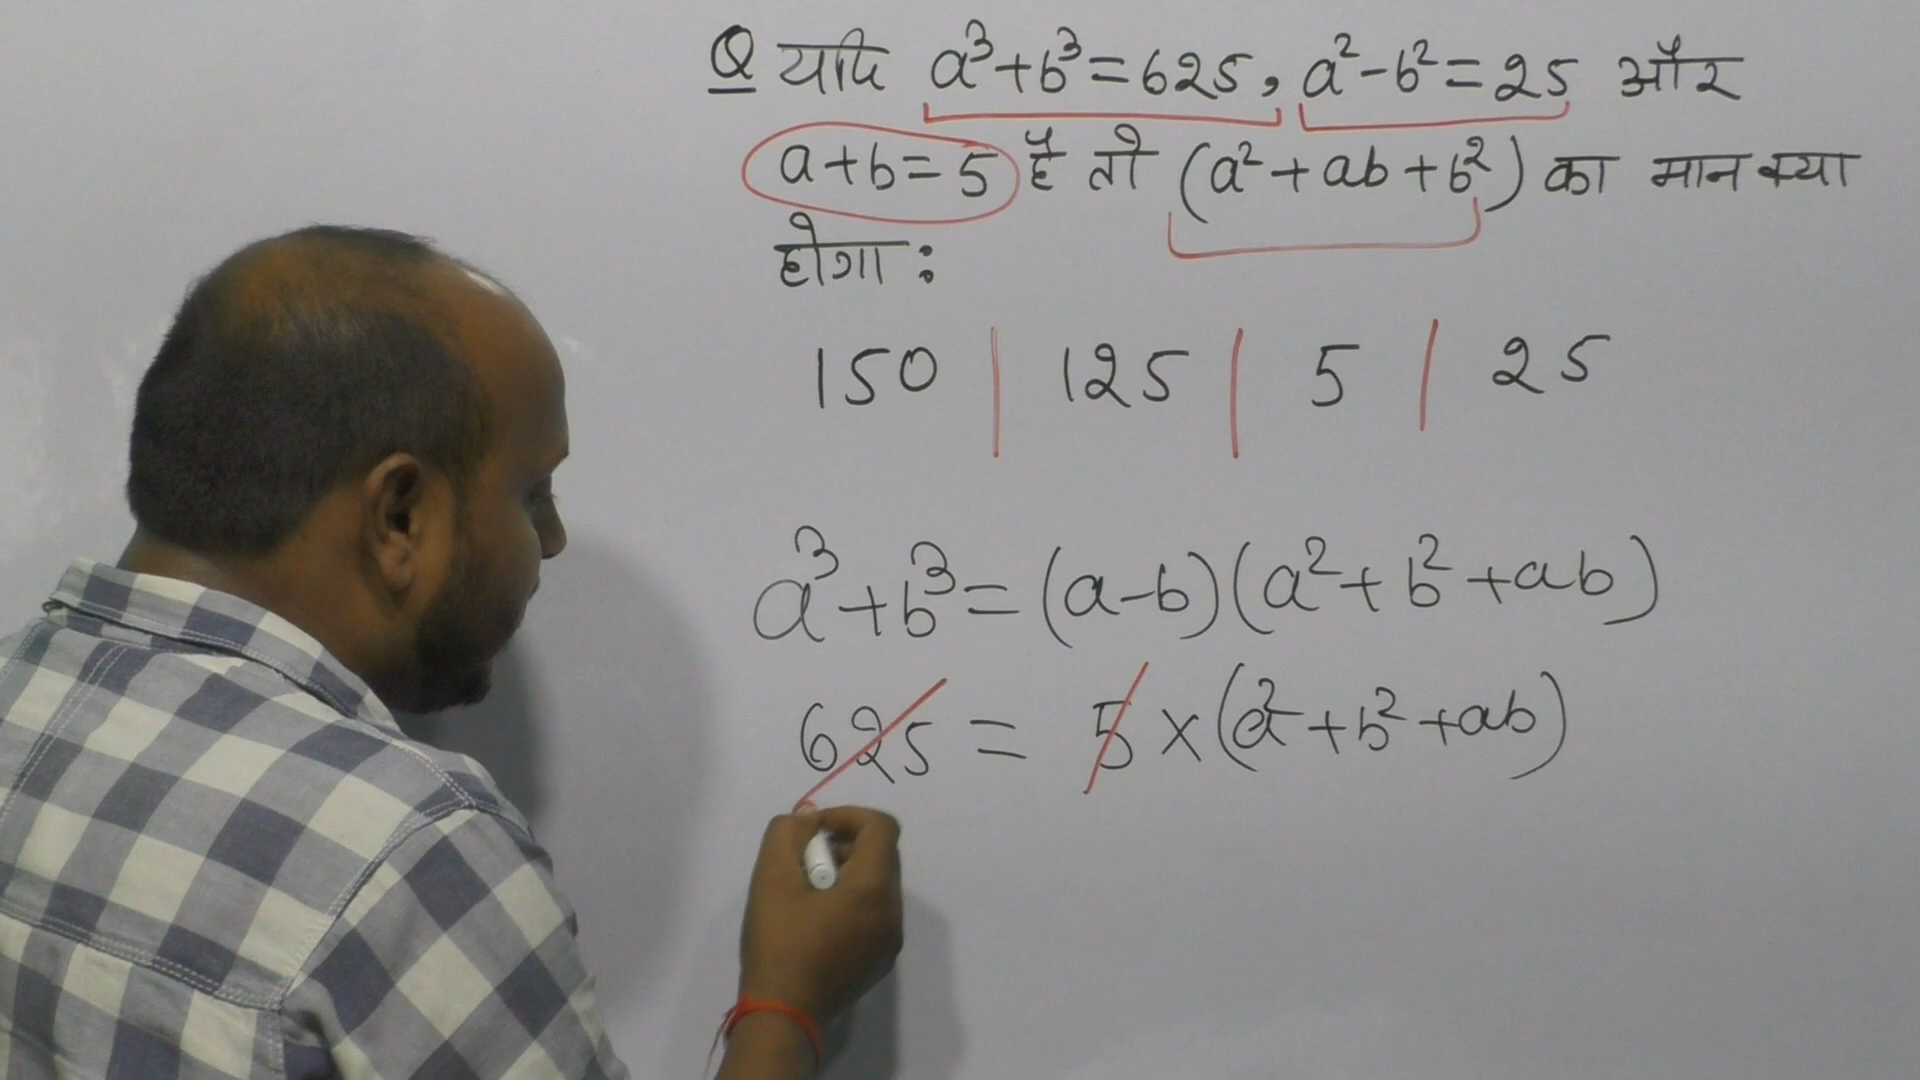 Q यदि a³+b³=625, a²-b²=25 और
a+b=5 है तो (a²+ab+b²) का मान क्या
होगा :
150 | 125 | 5 | 25
a³+b³=(a-b)(a²+b²+ab)
625 = 5×(a²+b²+ab)